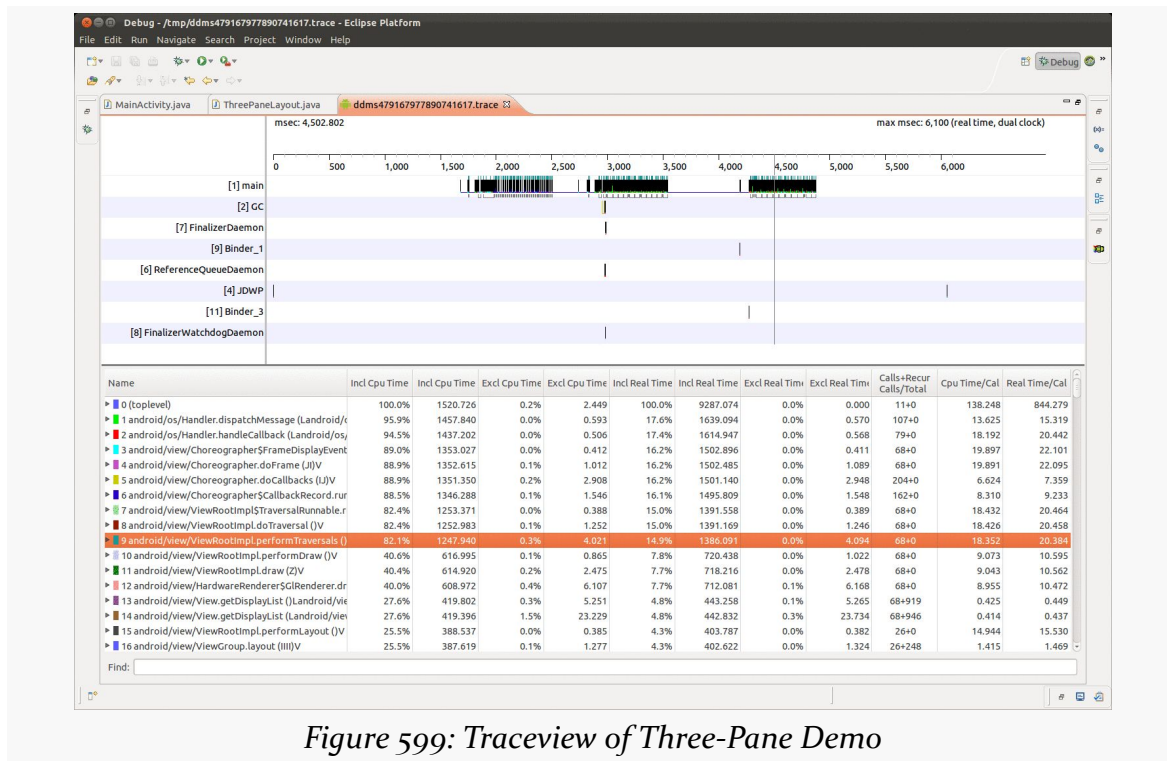 Debug - /tmp/ddms479167977890741617.trace - Eclipse Platform
File Edit Run Navigate Search Project Window Help
Debug »
MainActivity.java ThreePaneLayout.java ddms479167977890741617.trace
msec: 4,502.802 max msec: 6,100 (real time, dual clock)
0 500 1,000 1,500 2,000 2,500 3,000 3,500 4,000 4,500 5,000 5,500 6,000
[1] main
[2] GC
[7] FinalizerDaemon
[9] Binder_1
[6] ReferenceQueueDaemon
[4] JDWP
[11] Binder_3
[8] FinalizerWatchdogDaemon
Name Incl Cpu Time Incl Cpu Time Excl Cpu Time Excl Cpu Time Incl Real Time Incl Real Time Excl Real Time Excl Real Time Calls+Recur Calls/Total Cpu Time/Cal Real Time/Cal
0 (toplevel) 100.0% 1520.726 0.2% 2.449 100.0% 9287.074 0.0% 0.000 11+0 138.248 844.279
1 android/os/Handler.dispatchMessage (Landroid/c 95.9% 1457.840 0.0% 0.593 17.6% 1639.094 0.0% 0.570 107+0 13.625 15.319
2 android/os/Handler.handleCallback (Landroid/os, 94.5% 1437.202 0.0% 0.506 17.4% 1614.947 0.0% 0.568 79+0 18.192 20.442
3 android/view/Choreographer$FrameDisplayEvent 89.0% 1353.027 0.0% 0.412 16.2% 1502.896 0.0% 0.411 68+0 19.897 22.101
4 android/view/Choreographer.doFrame (JI)V 88.9% 1352.615 0.1% 1.012 16.2% 1502.485 0.0% 1.089 68+0 19.891 22.095
5 android/view/Choreographer.doCallbacks (IJ)V 88.9% 1351.350 0.2% 2.908 16.2% 1501.140 0.0% 2.948 204+0 6.624 7.359
6 android/view/Choreographer$CallbackRecord.rur 88.5% 1346.288 0.1% 1.546 16.1% 1495.809 0.0% 1.548 162+0 8.310 9.233
7 android/view/ViewRootImpl$TraversalRunnable.r 82.4% 1253.371 0.0% 0.388 15.0% 1391.558 0.0% 0.389 68+0 18.432 20.464
8 android/view/ViewRootImpl.doTraversal ()V 82.4% 1252.983 0.1% 1.252 15.0% 1391.169 0.0% 1.246 68+0 18.426 20.458
9 android/view/ViewRootImpl.performTraversals () 82.1% 1247.940 0.3% 4.021 14.9% 1386.091 0.0% 4.094 68+0 18.352 20.384
10 android/view/ViewRootImpl.performDraw ()V 40.6% 616.995 0.1% 0.865 7.8% 720.438 0.0% 1.022 68+0 9.073 10.595
11 android/view/ViewRootImpl.draw (Z)V 40.4% 614.920 0.2% 2.475 7.7% 718.216 0.0% 2.478 68+0 9.043 10.562
12 android/view/HardwareRenderer$GlRenderer.dr 40.0% 608.972 0.4% 6.107 7.7% 712.081 0.1% 6.168 68+0 8.955 10.472
13 android/view/View.getDisplayList ()Landroid/vie 27.6% 419.802 0.3% 5.251 4.8% 443.258 0.1% 5.265 68+919 0.425 0.449
14 android/view/View.getDisplayList (Landroid/view 27.6% 419.396 1.5% 23.229 4.8% 442.832 0.3% 23.734 68+946 0.414 0.437
15 android/view/ViewRootImpl.performLayout ()V 25.5% 388.537 0.0% 0.385 4.3% 403.787 0.0% 0.382 26+0 14.944 15.530
16 android/view/ViewGroup.layout (IIII)V 25.5% 387.619 0.1% 1.277 4.3% 402.622 0.0% 1.324 26+248 1.415 1.469
Find:
Figure 599: Traceview of Three-Pane Demo